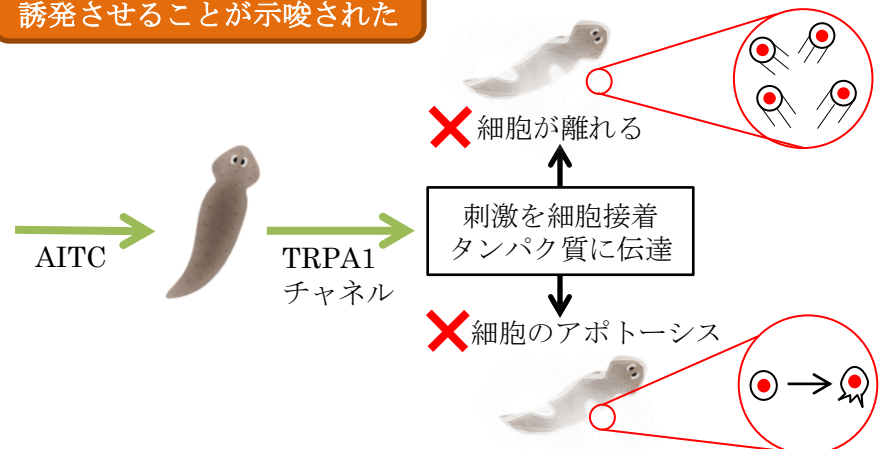 誘発させることが示唆された
細胞が離れる
刺激を細胞接着
タンパク質に伝達
AITC
TRPA1
チャネル
細胞のアポトーシス